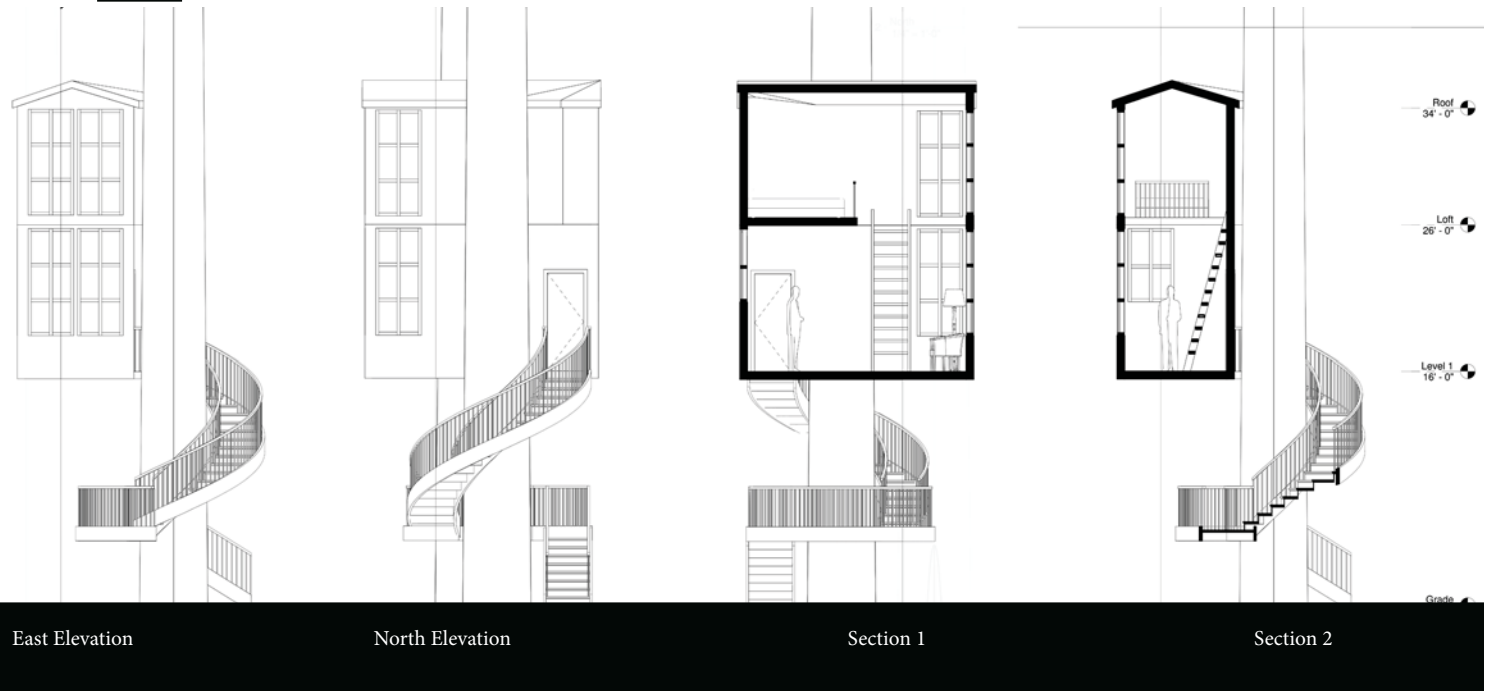 Roof
34' - 0"
Loft
26' - 0"
Level 1
16' - 0"
Grade
East Elevation
North Elevation
Section 1
Section 2